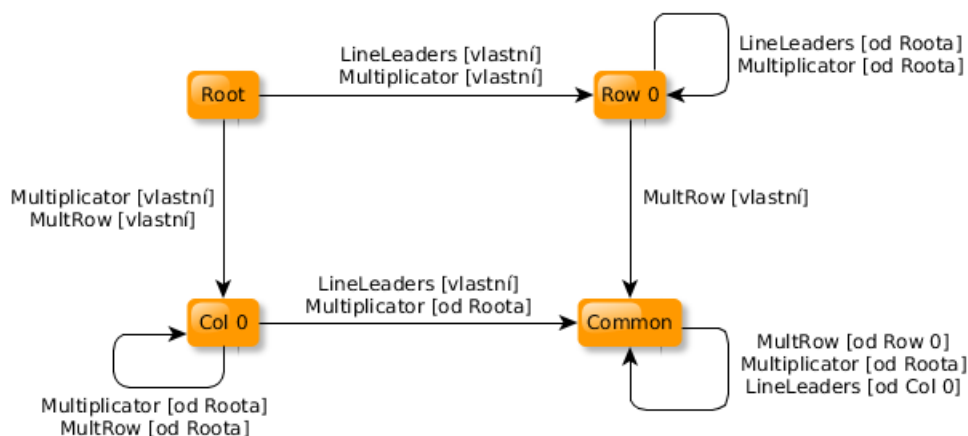 LineLeaders [vlastní]
Multiplicator [vlastní]
LineLeaders [od Roota]
Multiplicator [od Roota]
Root
Row 0
Multiplicator [vlastní]
MultRow [vlastní]
MultRow [vlastní]
LineLeaders [vlastní]
Multiplicator [od Roota]
Col 0
Common
MultRow [od Row 0]
Multiplicator [od Roota]
LineLeaders [od Col 0]
Multiplicator [od Roota]
MultRow [od Roota]